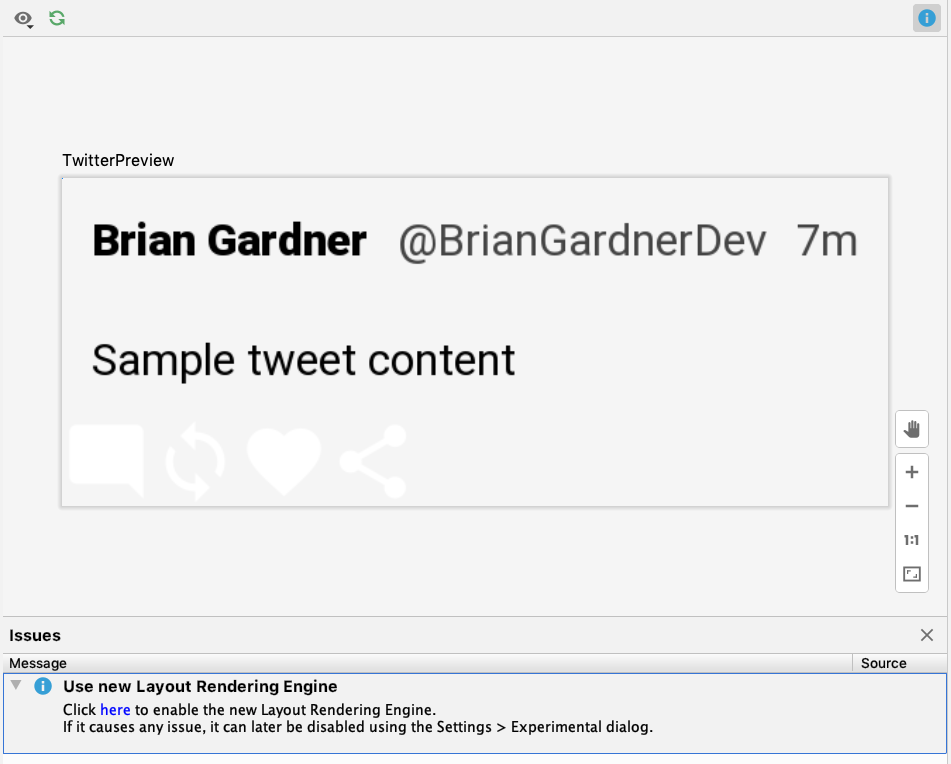 TwitterPreview
Brian Gardner @BrianGardnerDev 7m
Sample tweet content
1:1
Issues
Message Source
Use new Layout Rendering Engine
Click here to enable the new Layout Rendering Engine.
If it causes any issue, it can later be disabled using the Settings > Experimental dialog.